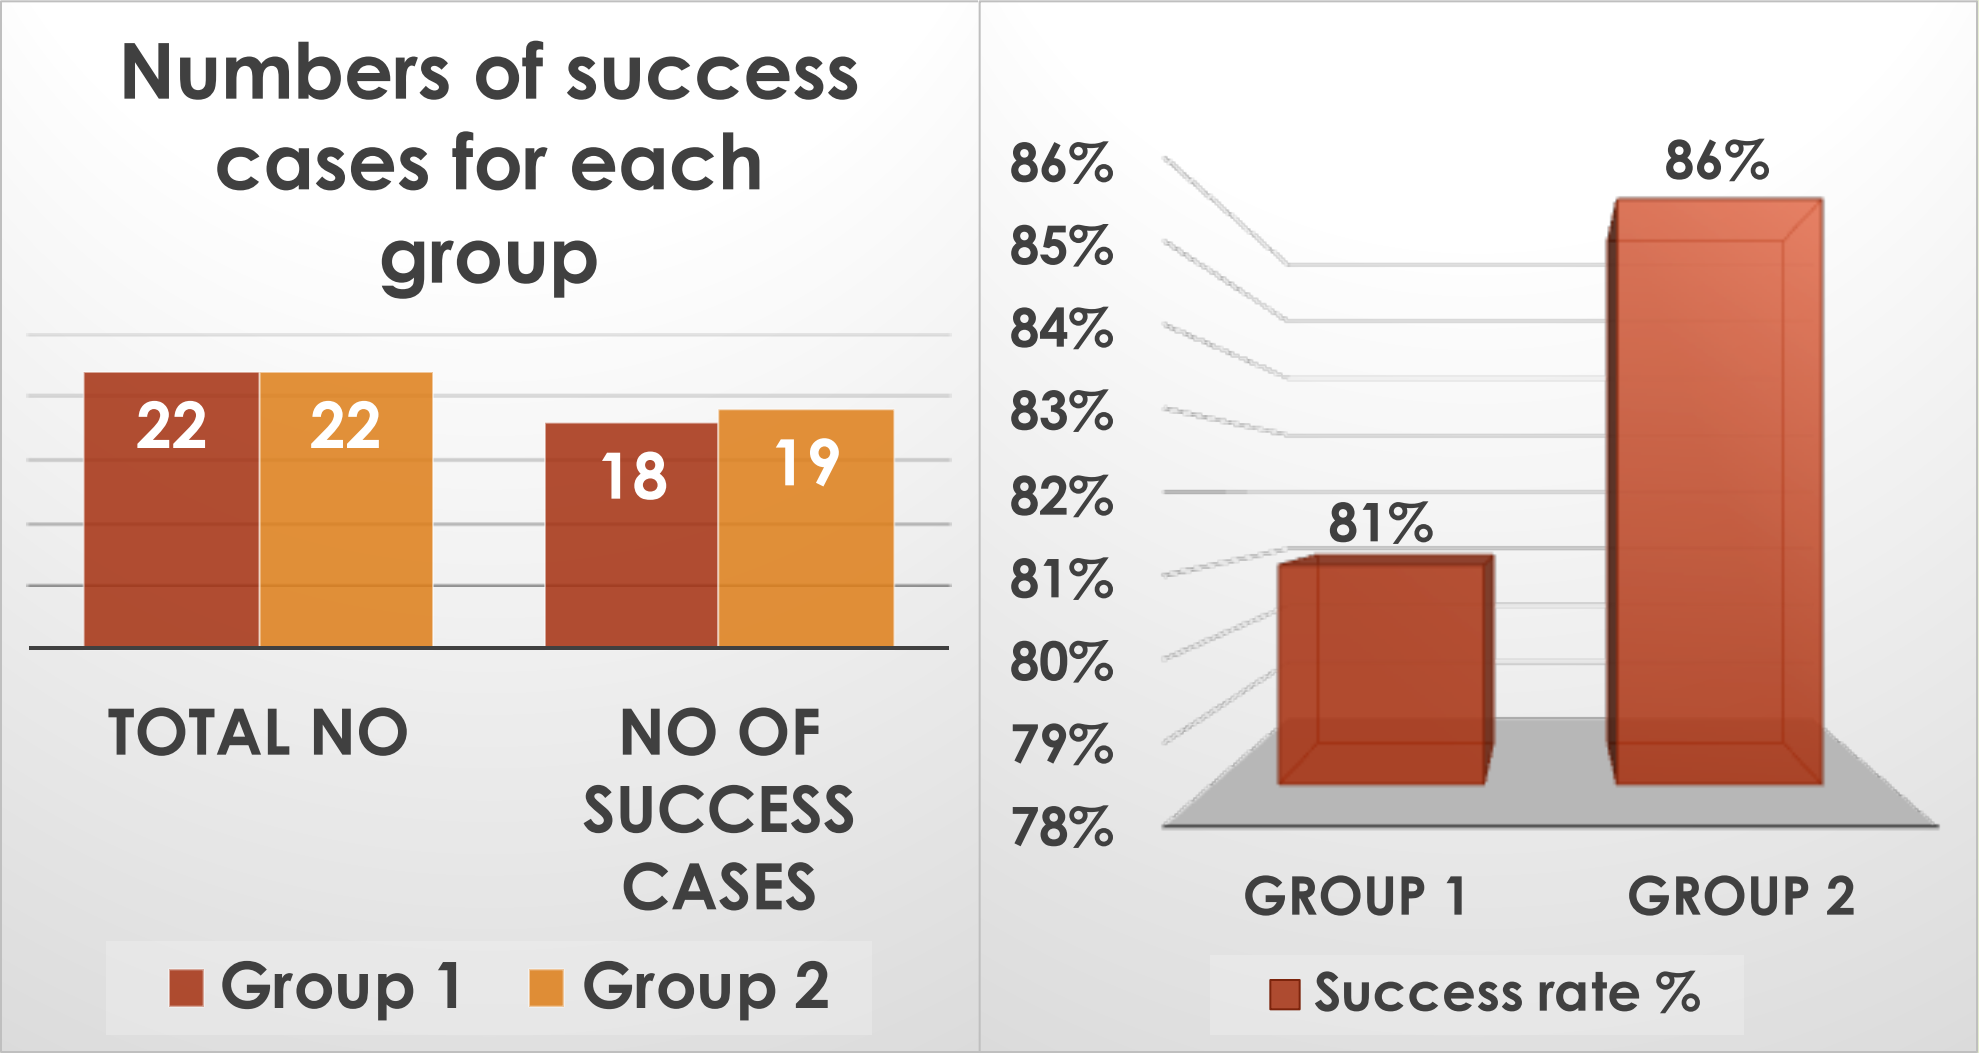 Numbers of success
cases for each
group
22
22
18
19
TOTAL NO
NO OF
SUCCESS
CASES
Group 1
Group 2
86%
85%
84%
83%
82%
81%
80%
79%
78%
81%
86%
GROUP 1
GROUP 2
Success rate %